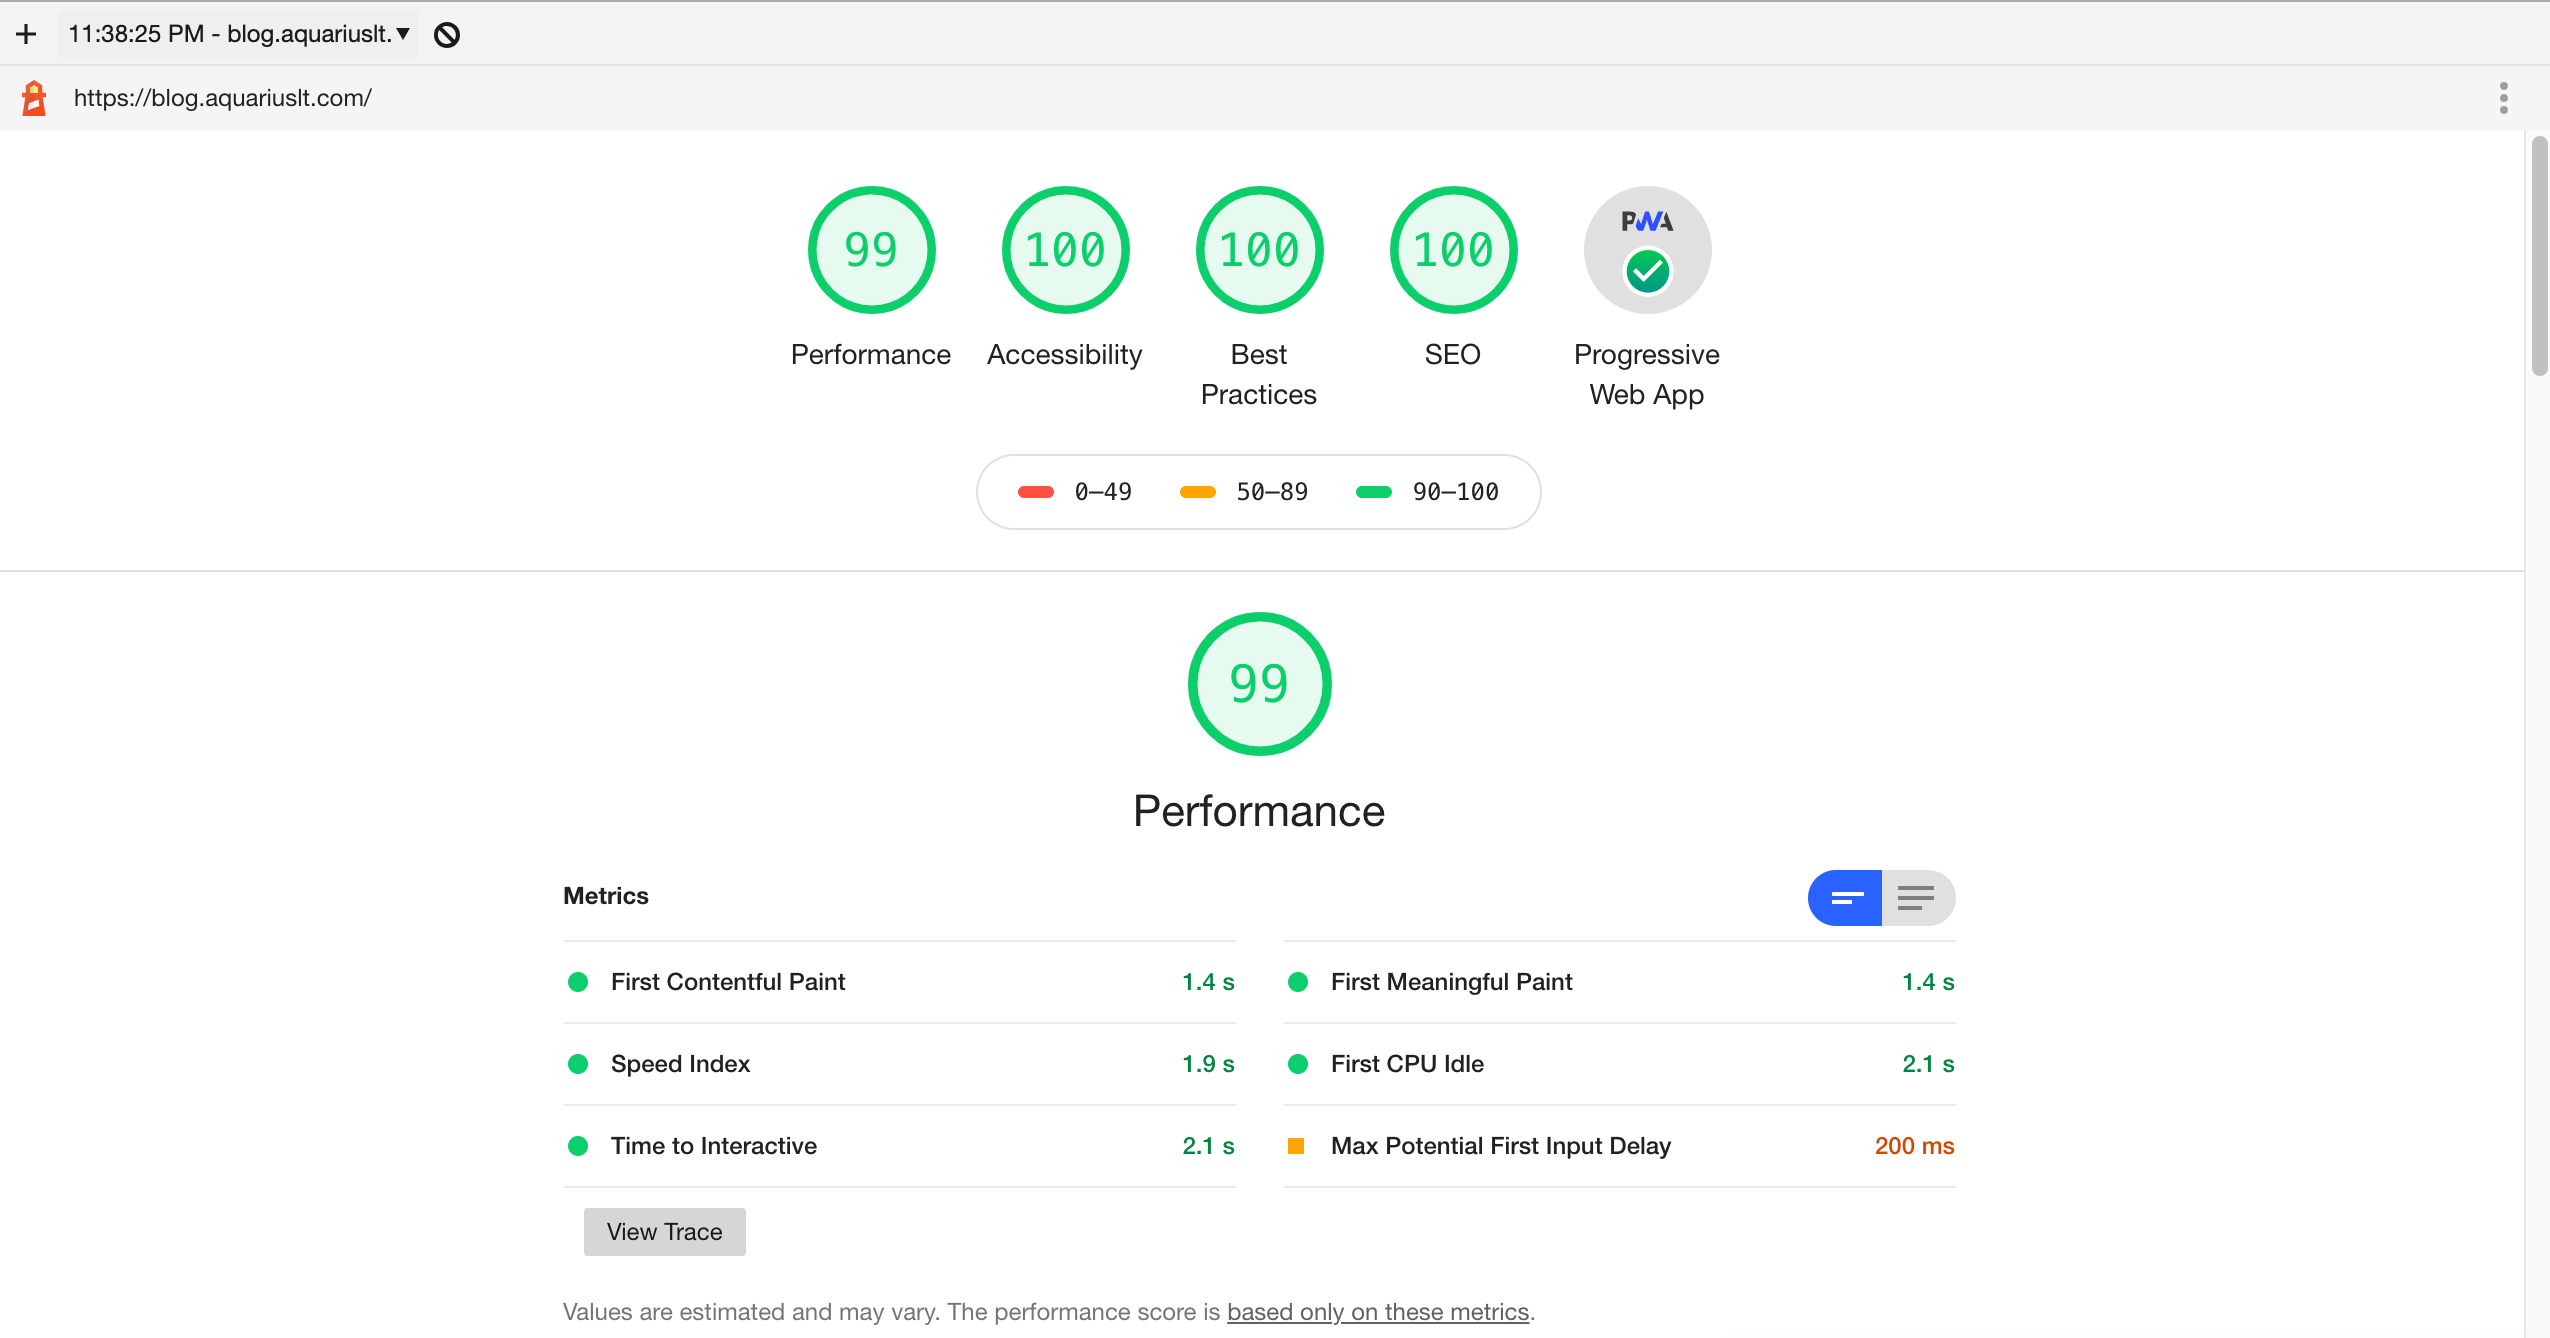 11:38:25 PM - blog.aquariuslt.
https://blog.aquariuslt.com/
99
100
100
100
PWA
Performance
Accessibility
Best
Practices
SEO
Progressive
Web App
0–49
50–89
90–100
99
Performance
Metrics
First Contentful Paint 1.4 s
First Meaningful Paint 1.4 s
Speed Index 1.9 s
First CPU Idle 2.1 s
Time to Interactive 2.1 s
Max Potential First Input Delay 200 ms
View Trace
Values are estimated and may vary. The performance score is based only on these metrics.